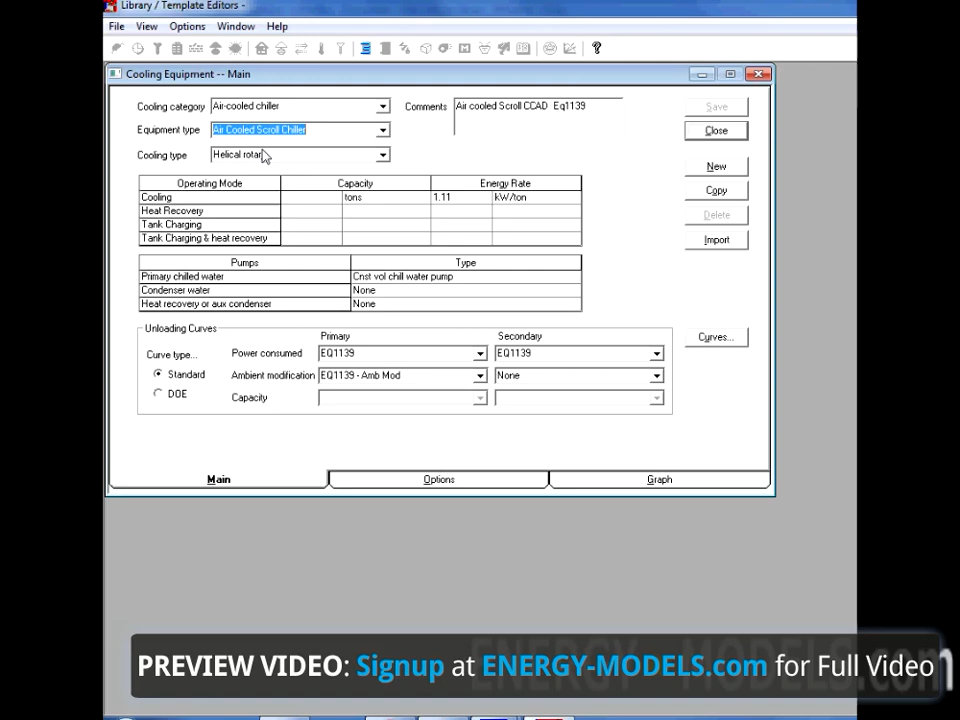 Library / Template Editors -
File View Options Window Help
Cooling Equipment -- Main
Cooling category Air-cooled chiller Comments Air cooled Scroll CCAD Eq1139 Save
Equipment type Air Cooled Scroll Chiller Close
Cooling type Helical rotar
New
Operating Mode Capacity Energy Rate
Cooling tons 1.11 kW/ton Copy
Heat Recovery
Tank Charging Delete
Tank Charging & heat recovery Import
Pumps Type
Primary chilled water Cnst vol chill water pump
Condenser water None
Heat recovery or aux condenser None
Unloading Curves
Primary Secondary Curves...
Curve type... Power consumed EQ1139 EQ1139
Standard Ambient modification EQ1139 - Amb Mod None
DOE Capacity
Main Options Graph
PREVIEW VIDEO: Signup at ENERGY-MODELS.com for Full Video